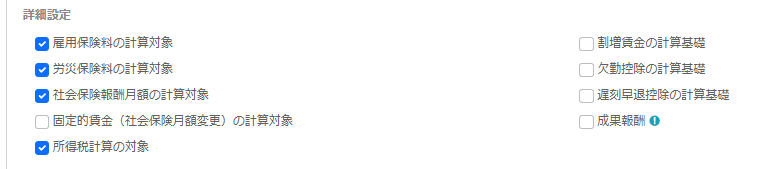 詳細設定
雇用保険料の計算対象
労災保険料の計算対象
社会保険報酬月額の計算対象
固定的賃金（社会保険月額変更）の計算対象
所得税計算の対象
割増賃金の計算基礎
欠勤控除の計算基礎
遅刻早退控除の計算基礎
成果報酬